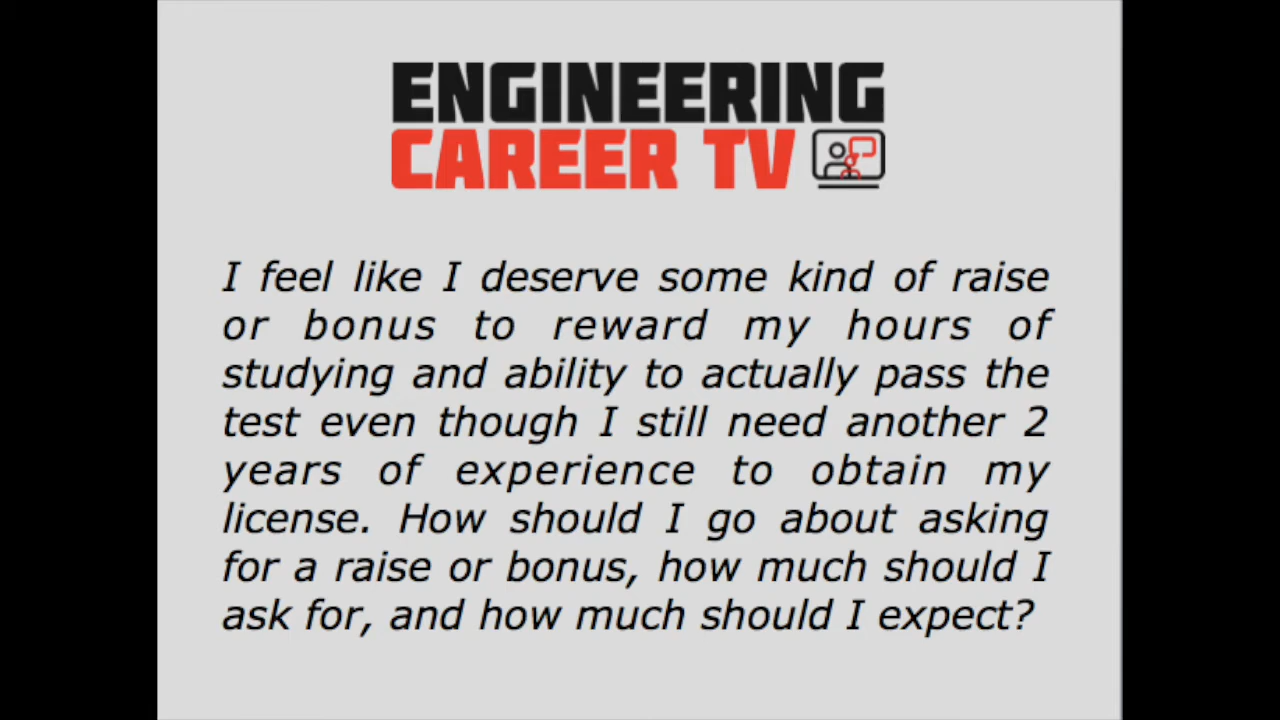 ENGINEERING
CAREER TV
I feel like I deserve some kind of raise
or bonus to reward my hours of
studying and ability to actually pass the
test even though I still need another 2
years of experience to obtain my
license. How should I go about asking
for a raise or bonus, how much should I
ask for, and how much should I expect?